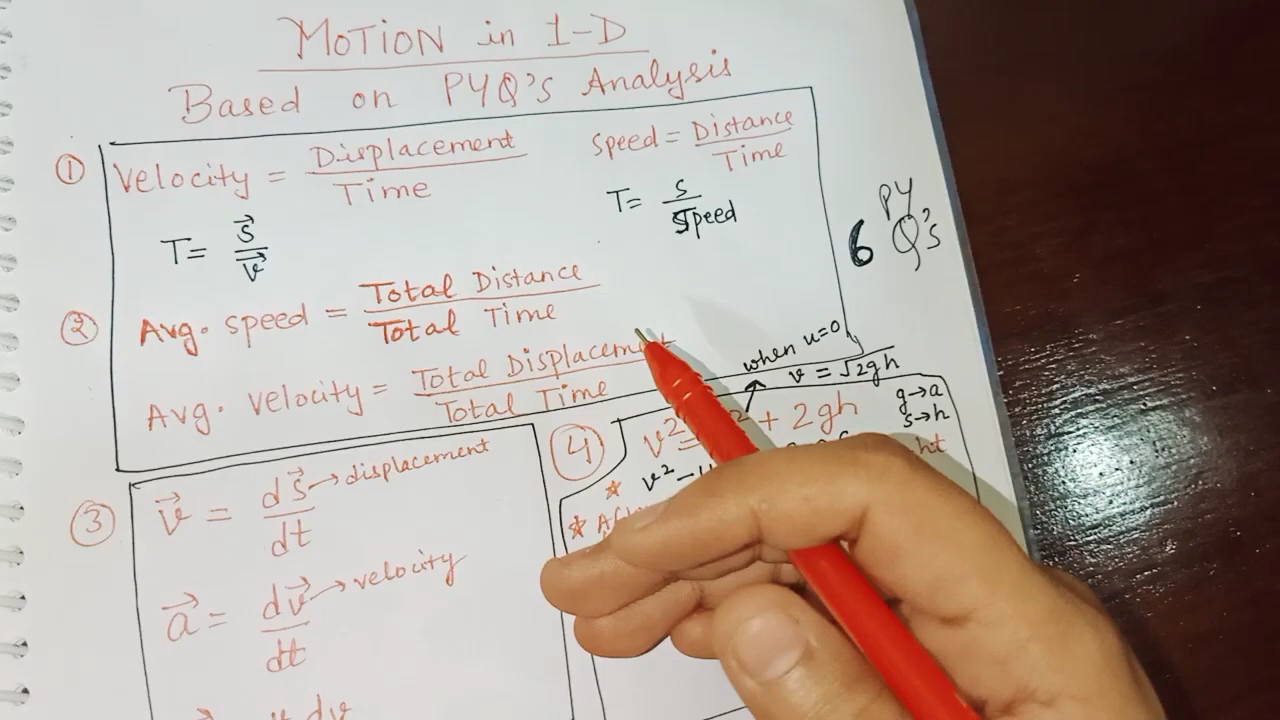 MOTION in 1-D
Based on PYQ's Analysis
① Velocity = Displacement / Time
Speed = Distance / Time
T = s⃗ / v⃗
T = s / Speed
6 PYQ's
② Avg. speed = Total Distance / Total Time
Avg. velocity = Total Displacement / Total Time
③ v⃗ = ds⃗ / dt → displacement
a⃗ = dv⃗ / dt → velocity
when u=0
v = √2gh
④ + 2gh
g→a
s→h
* v² - u